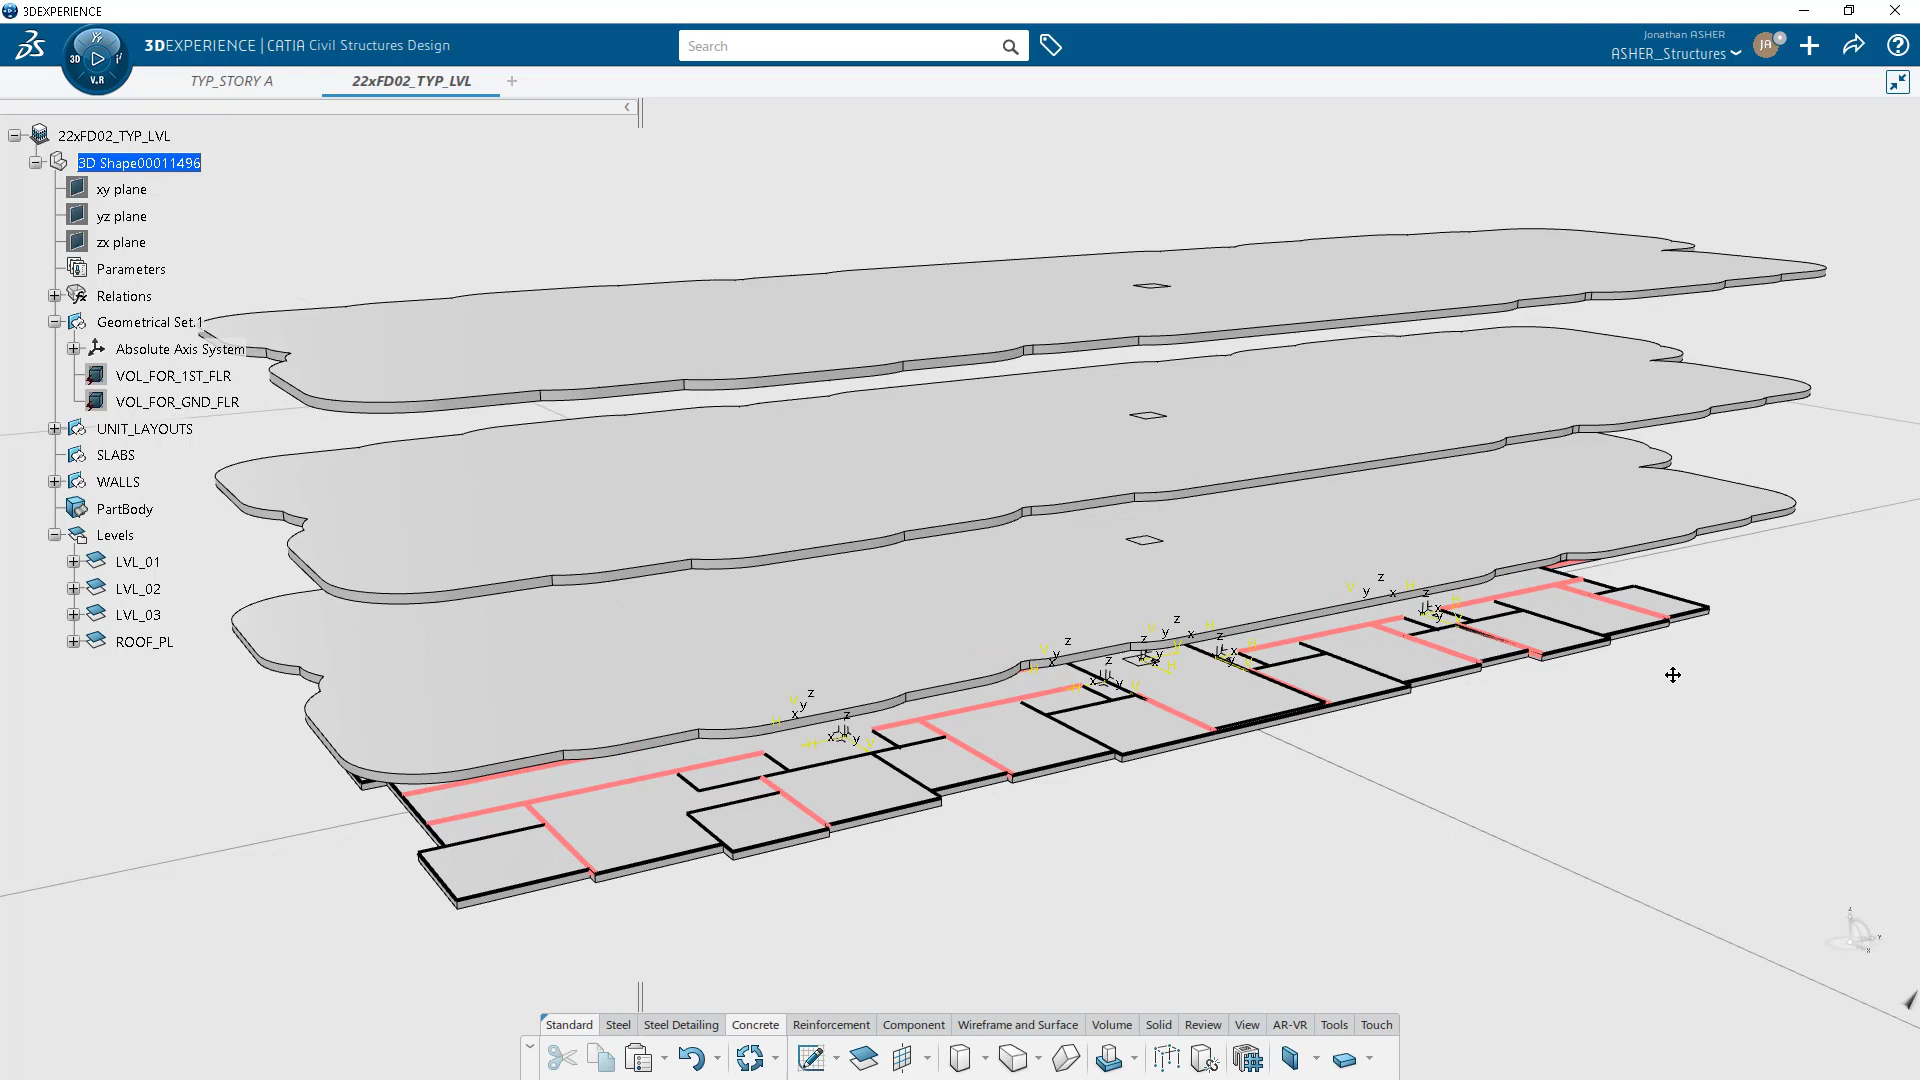 3DEXPERIENCE
3DEXPERIENCE | CATIA Civil Structures Design
Search
Jonathan ASHER
ASHER_Structures
JA
3D
V.R
TYP_STORY A
22xFD02_TYP_LVL
22xFD02_TYP_LVL
3D Shape00011496
xy plane
yz plane
zx plane
Parameters
Relations
Geometrical Set.1
Absolute Axis System
VOL_FOR_1ST_FLR
VOL_FOR_GND_FLR
UNIT_LAYOUTS
SLABS
WALLS
PartBody
Levels
LVL_01
LVL_02
LVL_03
ROOF_PL
Standard
Steel
Steel Detailing
Concrete
Reinforcement
Component
Wireframe and Surface
Volume
Solid
Review
View
AR-VR
Tools
Touch